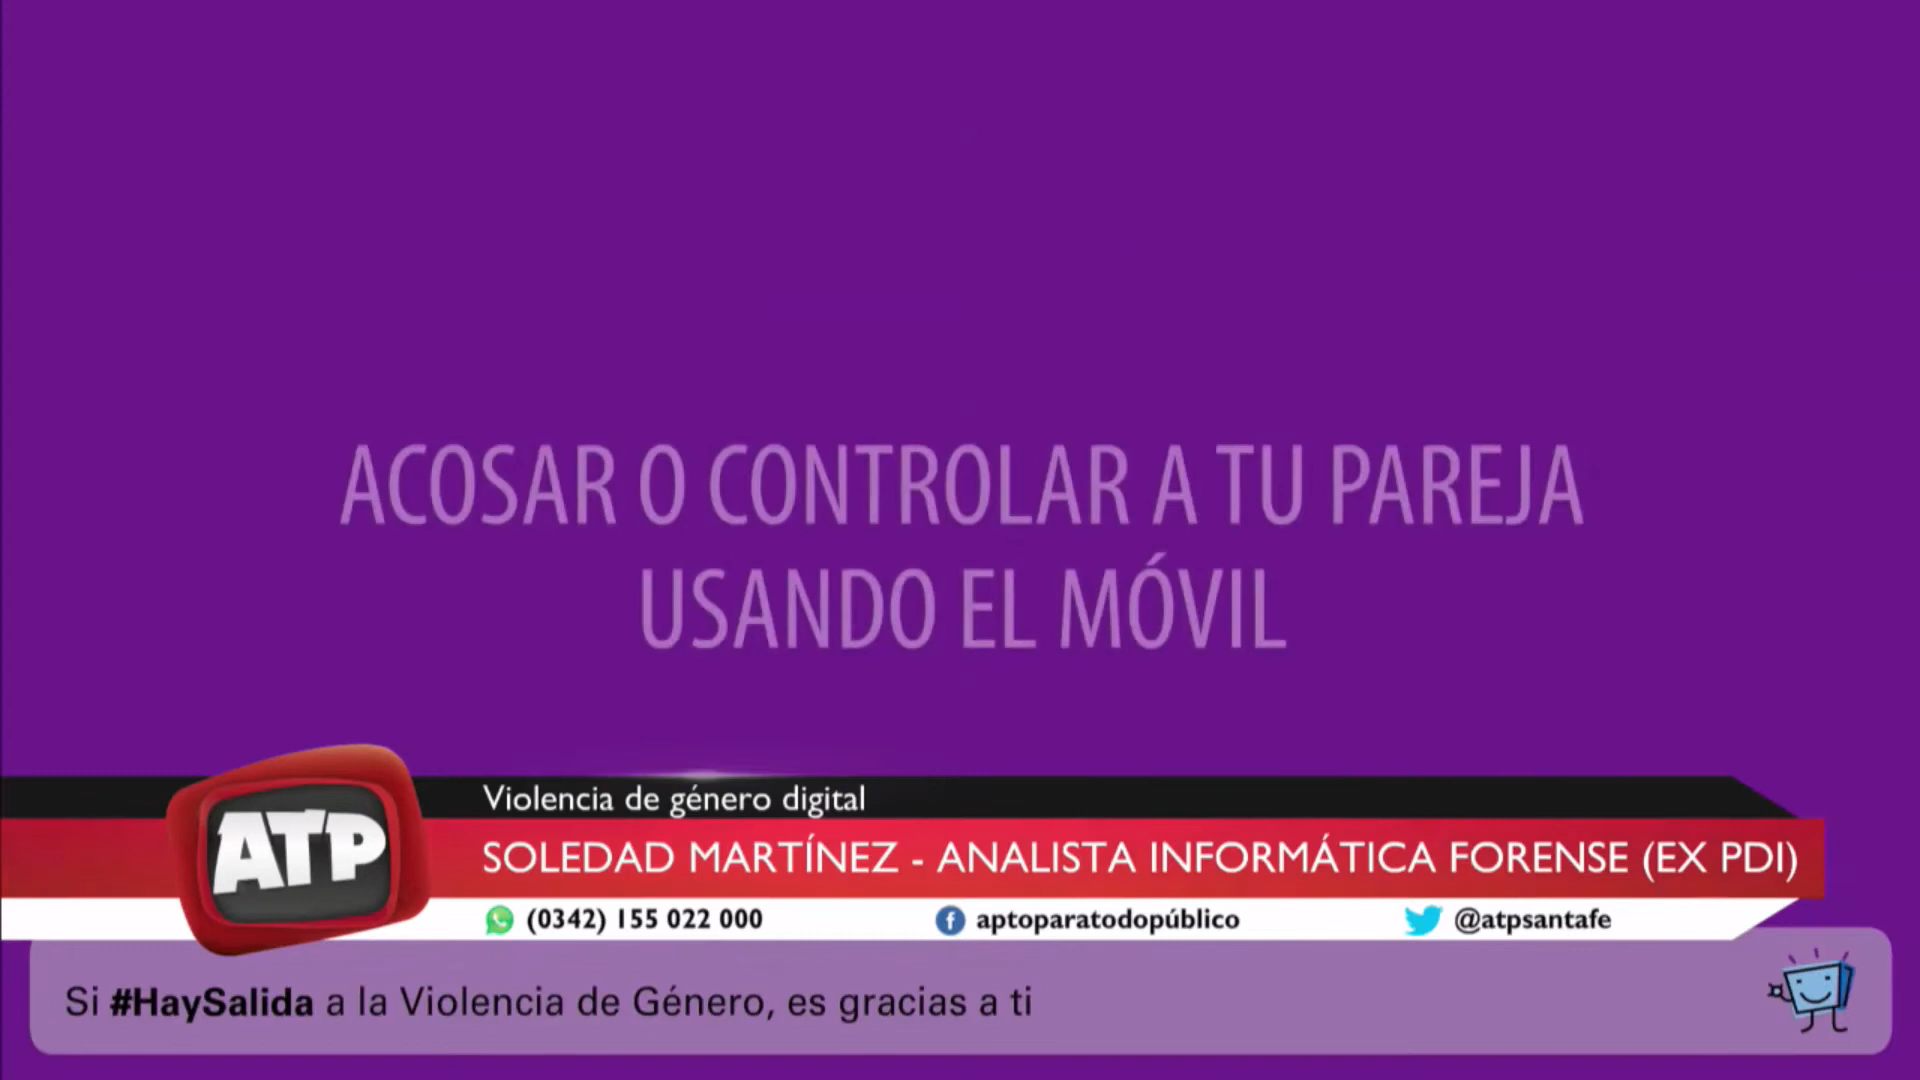 ACOSAR O CONTROLAR A TU PAREJA
USANDO EL MÓVIL
ATP
Violencia de género digital
SOLEDAD MARTÍNEZ - ANALISTA INFORMÁTICA FORENSE (EX PDI)
(0342) 155 022 000 aptoparatodopúblico @atpsantafe
Si #HaySalida a la Violencia de Género, es gracias a ti